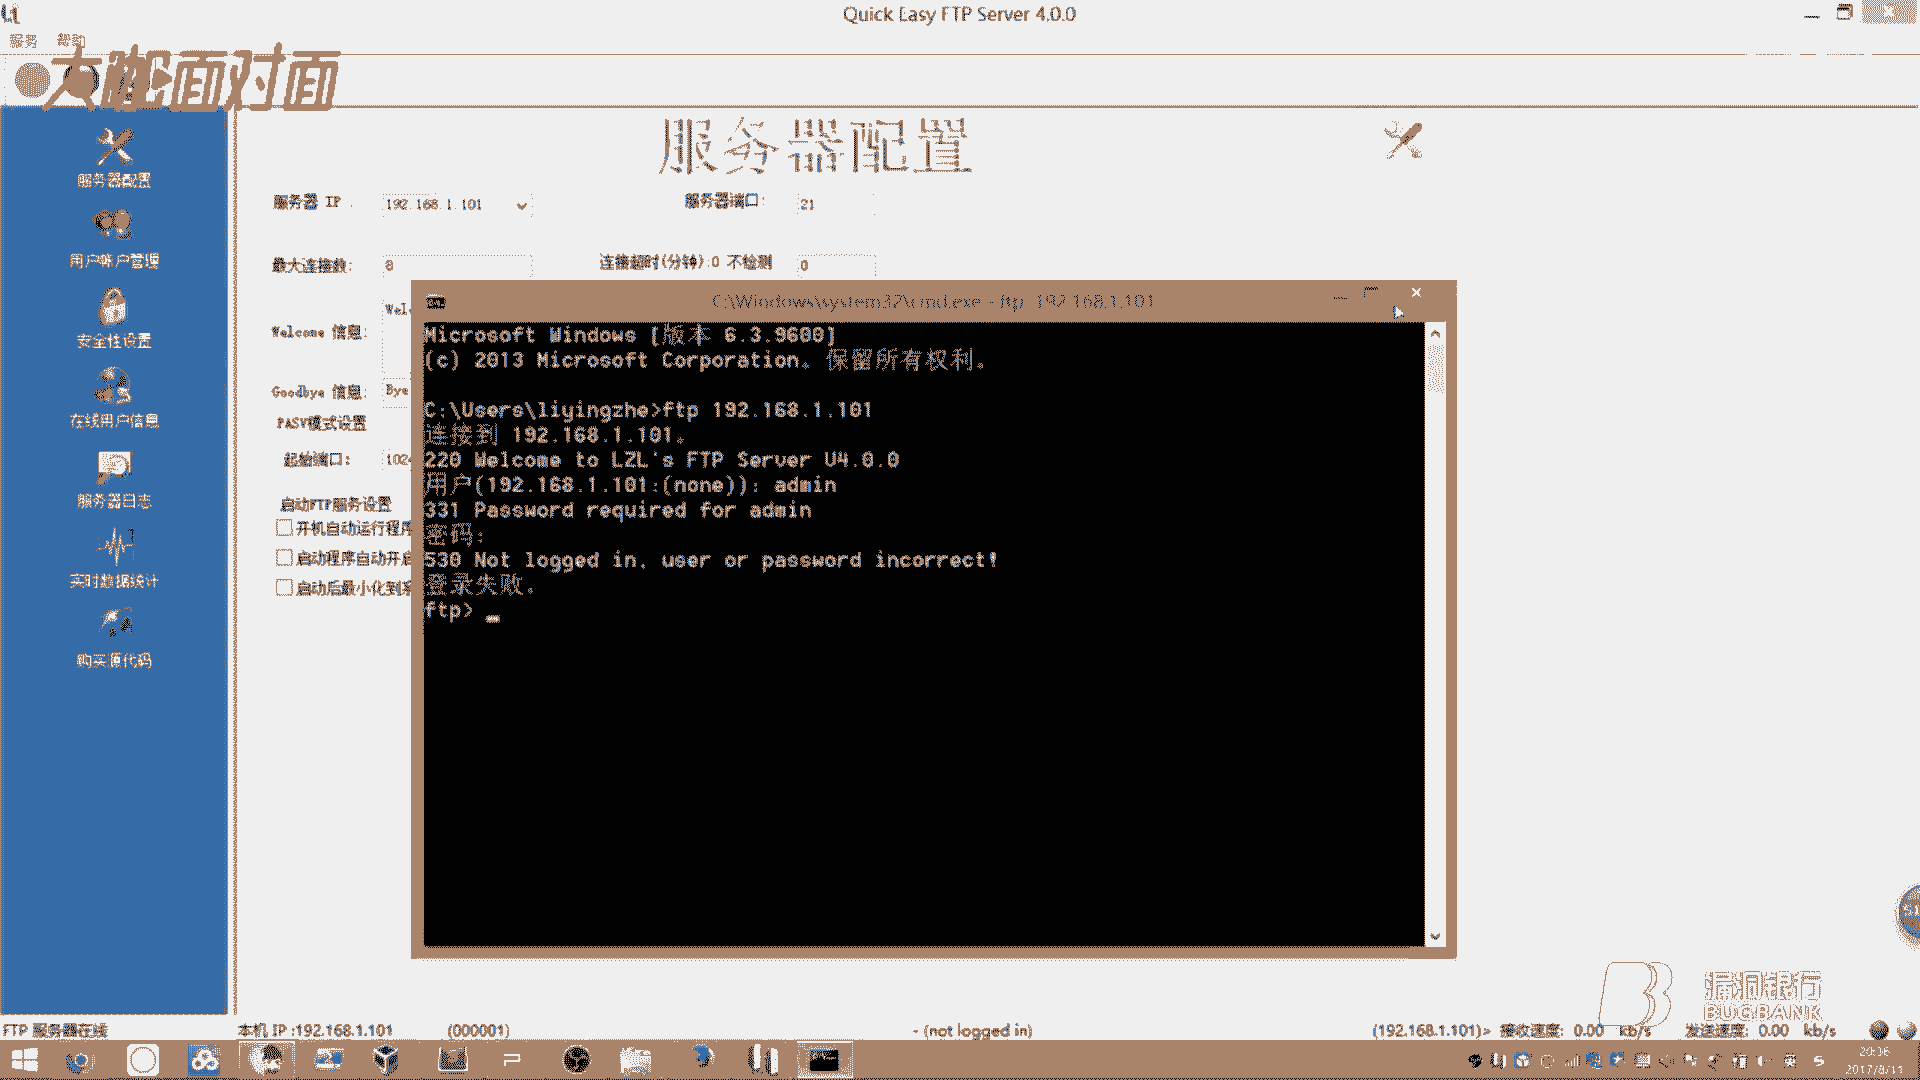 Quick Easy FTP Server 4.0.0
服务 帮助
大咖面对面
服务器配置
用户帐户管理
安全性设置
在线用户信息
服务器日志
实时数据统计
购买源代码
服务器配置
服务器 IP : 192.168.1.101
服务器端口: 21
最大连接数: 8
连接超时(分钟):0 不检测 0
Welcome 信息: Welc
Goodbye 信息: Bye
PASV模式设置
起始端口: 1024
启动FTP服务设置
开机自动运行程序
启动程序自动开启
启动后最小化到系
C:\Windows\system32\cmd.exe - ftp 192.168.1.101
Microsoft Windows [版本 6.3.9600]
(c) 2013 Microsoft Corporation。保留所有权利。
C:\Users\liyingzhe>ftp 192.168.1.101
连接到 192.168.1.101。
220 Welcome to LZL's FTP Server V4.0.0
用户(192.168.1.101:(none)): admin
331 Password required for admin
密码:
530 Not logged in, user or password incorrect!
登录失败。
ftp>
漏洞银行
BUGBANK
FTP 服务器在线
本机 IP :192.168.1.101
(000001)
- (not logged in)
(192.168.1.101)> 接收速度: 0.00 kb/s 发送速度: 0.00 kb/s
20:36
2017/8/11